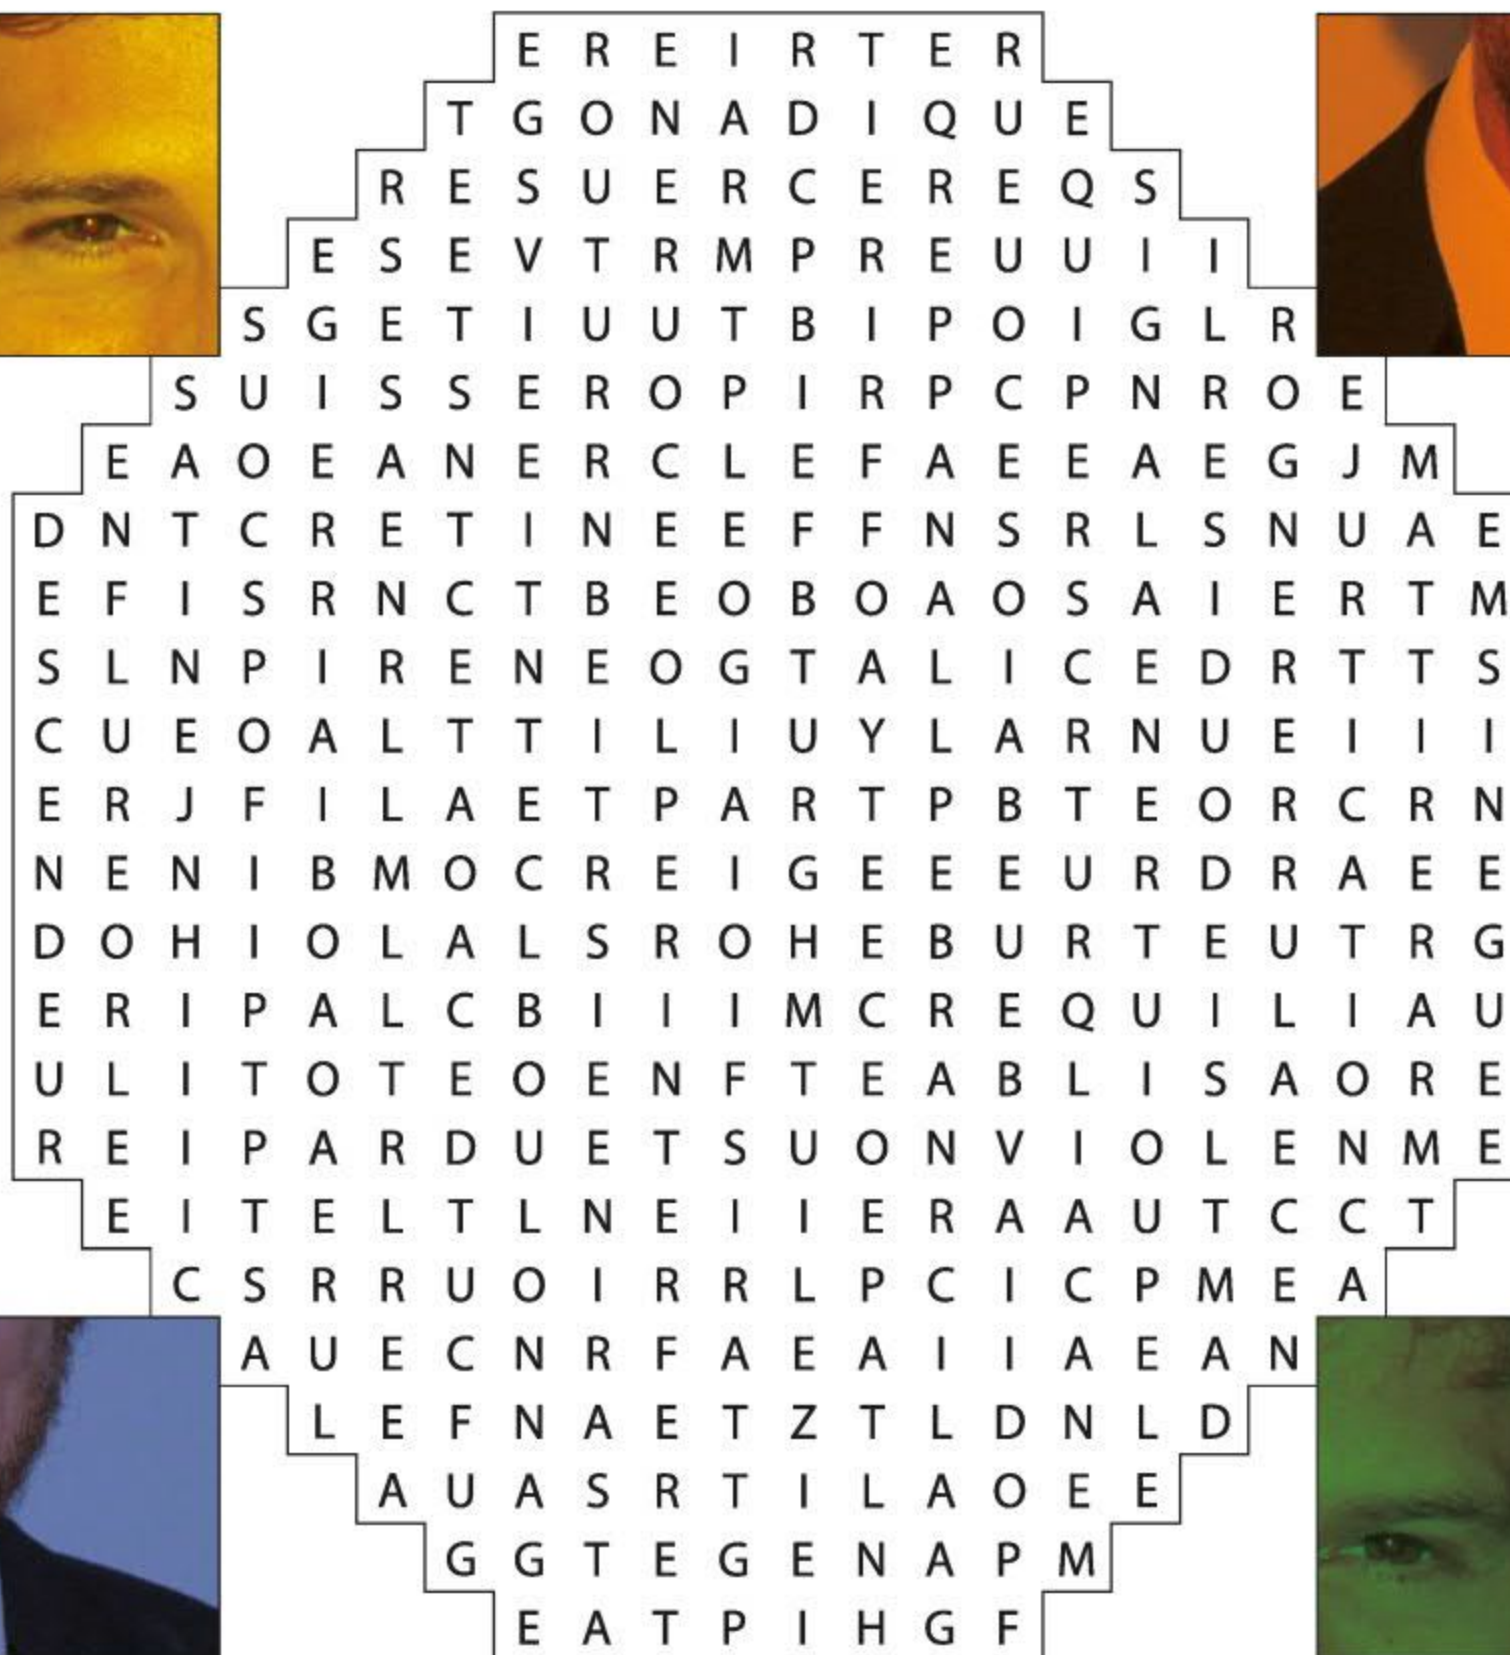 E R E I R T E R
T G O N A D I Q U E
R E S U E R C E R E Q S
E S E V T R M P R E U U I I
S G E T I U U T B I P O I G L R
S U I S S E R O P I R P C P N R O E
E A O E A N E R C L E F A E E A E G J M
D N T C R E T I N E E F F N S R L S N U A E
E F I S R N C T B E O B O A O S A I E R T M
S L N P I R E N E O G T A L I C E D R T T S
C U E O A L T T I L I U Y L A R N U E I I I
E R J F I L A E T P A R T P B T E O R C R N
N E N I B M O C R E I G E E E U R D R A E E
D O H I O L A L S R O H E B U R T E U T R G
E R I P A L C B I I I M C R E Q U I L I A U
U L I T O T E O E N F T E A B L I S A O R E
R E I P A R D U E T S U O N V I O L E N M E
E I T E L T L N E I I E R A A U T C C T
C S R R U O I R R L P C I C P M E A
A U E C N R F A E A I I A E A N
L E F N A E T Z T L D N L D
A U A S R T I L A O E E
G G T E G E N A P M
E A T P I H G F